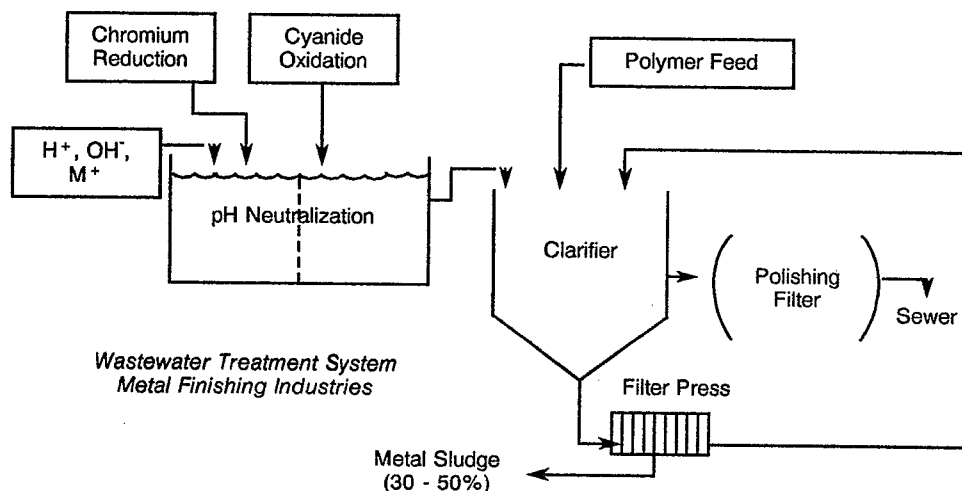 Chromium
Reduction
Cyanide
Oxidation
Polymer Feed
H⁺, OH⁻,
M⁺
pH Neutralization
Clarifier
Polishing
Filter
Sewer
Wastewater Treatment System
Metal Finishing Industries
Filter Press
Metal Sludge
(30 - 50%)